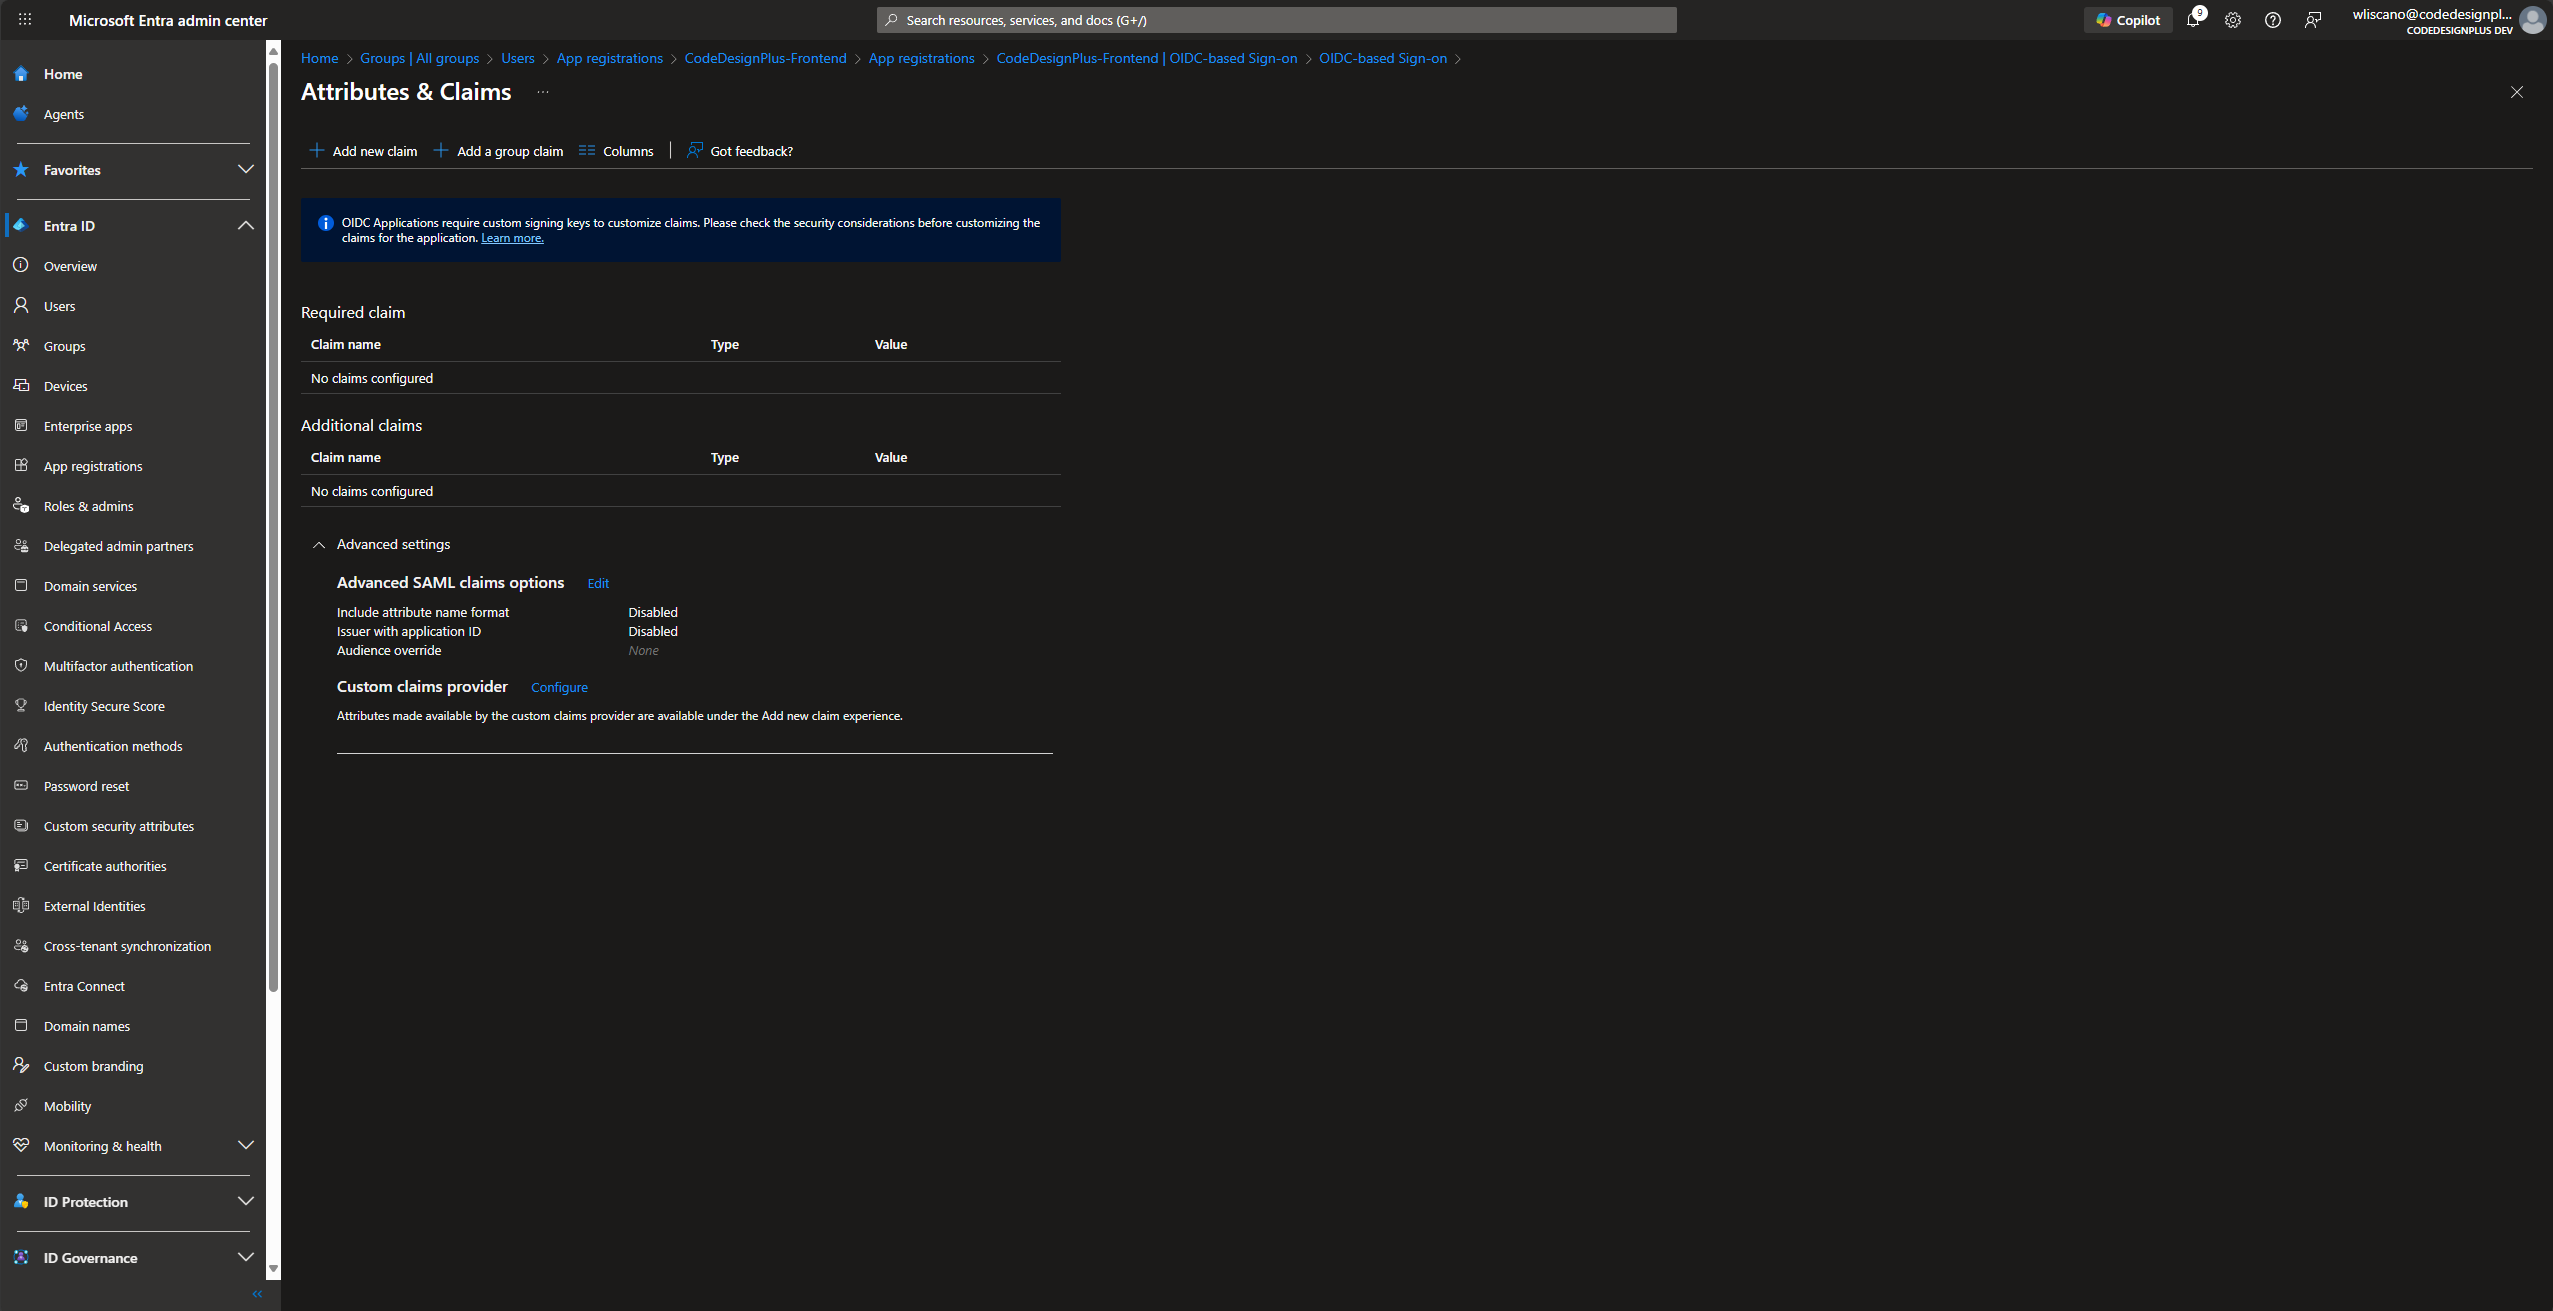 Microsoft Entra admin center
Search resources, services, and docs (G+/)
Copilot
9
wliscano@codedesignpl...
CODEDESIGNPLUS DEV
Home
Agents
Favorites
Entra ID
Overview
Users
Groups
Devices
Enterprise apps
App registrations
Roles & admins
Delegated admin partners
Domain services
Conditional Access
Multifactor authentication
Identity Secure Score
Authentication methods
Password reset
Custom security attributes
Certificate authorities
External Identities
Cross-tenant synchronization
Entra Connect
Domain names
Custom branding
Mobility
Monitoring & health
ID Protection
ID Governance
Home > Groups | All groups > Users > App registrations > CodeDesignPlus-Frontend > App registrations > CodeDesignPlus-Frontend | OIDC-based Sign-on > OIDC-based Sign-on >
Attributes & Claims ...
Add new claim Add a group claim Columns | Got feedback?
OIDC Applications require custom signing keys to customize claims. Please check the security considerations before customizing the
claims for the application. Learn more.
Required claim
Claim name Type Value
No claims configured
Additional claims
Claim name Type Value
No claims configured
Advanced settings
Advanced SAML claims options Edit
Include attribute name format Disabled
Issuer with application ID Disabled
Audience override None
Custom claims provider Configure
Attributes made available by the custom claims provider are available under the Add new claim experience.